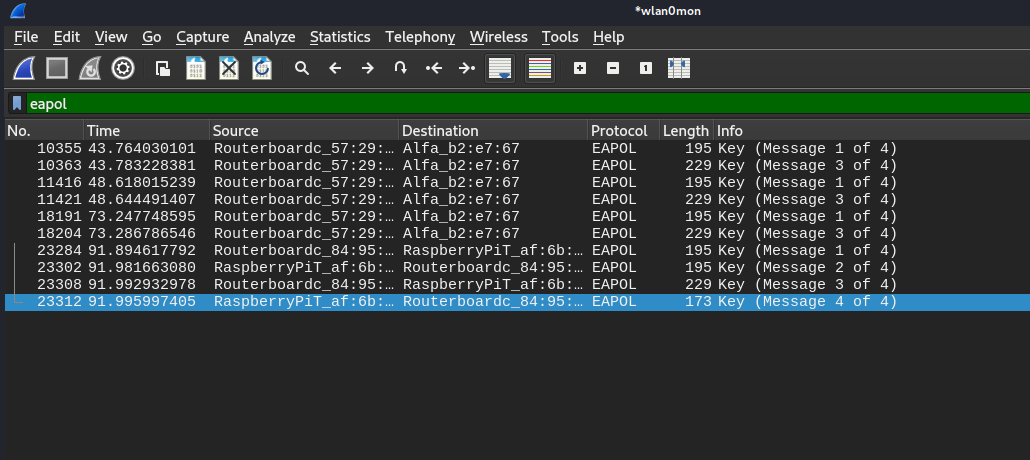 *wlan0mon
File Edit View Go Capture Analyze Statistics Telephony Wireless Tools Help
eapol
No. Time Source Destination Protocol Length Info
10355 43.764030101 Routerboardc_57:29:… Alfa_b2:e7:67 EAPOL 195 Key (Message 1 of 4)
10363 43.783228381 Routerboardc_57:29:… Alfa_b2:e7:67 EAPOL 229 Key (Message 3 of 4)
11416 48.618015239 Routerboardc_57:29:… Alfa_b2:e7:67 EAPOL 195 Key (Message 1 of 4)
11421 48.644491407 Routerboardc_57:29:… Alfa_b2:e7:67 EAPOL 229 Key (Message 3 of 4)
18191 73.247748595 Routerboardc_57:29:… Alfa_b2:e7:67 EAPOL 195 Key (Message 1 of 4)
18204 73.286786546 Routerboardc_57:29:… Alfa_b2:e7:67 EAPOL 229 Key (Message 3 of 4)
23284 91.894617792 Routerboardc_84:95:… RaspberryPiT_af:6b:… EAPOL 195 Key (Message 1 of 4)
23302 91.981663080 RaspberryPiT_af:6b:… Routerboardc_84:95:… EAPOL 195 Key (Message 2 of 4)
23308 91.992932978 Routerboardc_84:95:… RaspberryPiT_af:6b:… EAPOL 229 Key (Message 3 of 4)
23312 91.995997405 RaspberryPiT_af:6b:… Routerboardc_84:95:… EAPOL 173 Key (Message 4 of 4)